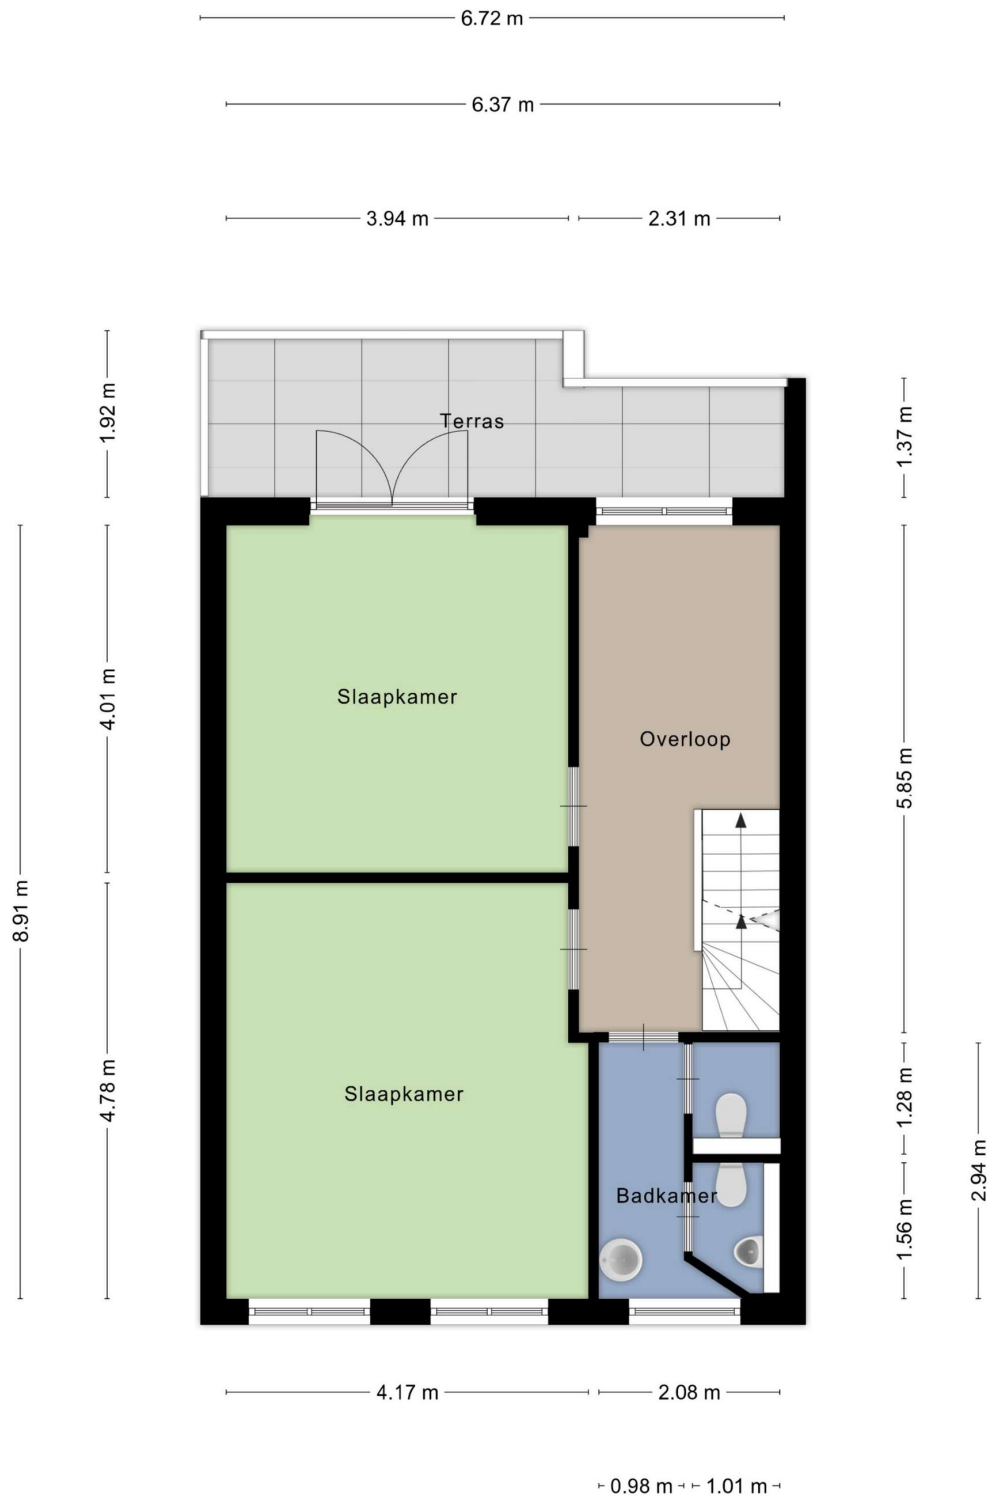 6.72 m
6.37 m
3.94 m
2.31 m
1.92 m
1.37 m
Terras
4.01 m
Slaapkamer
Overloop
5.85 m
8.91 m
4.78 m
Slaapkamer
1.28 m
2.94 m
Badkamer
1.56 m
4.17 m
2.08 m
0.98 m
1.01 m